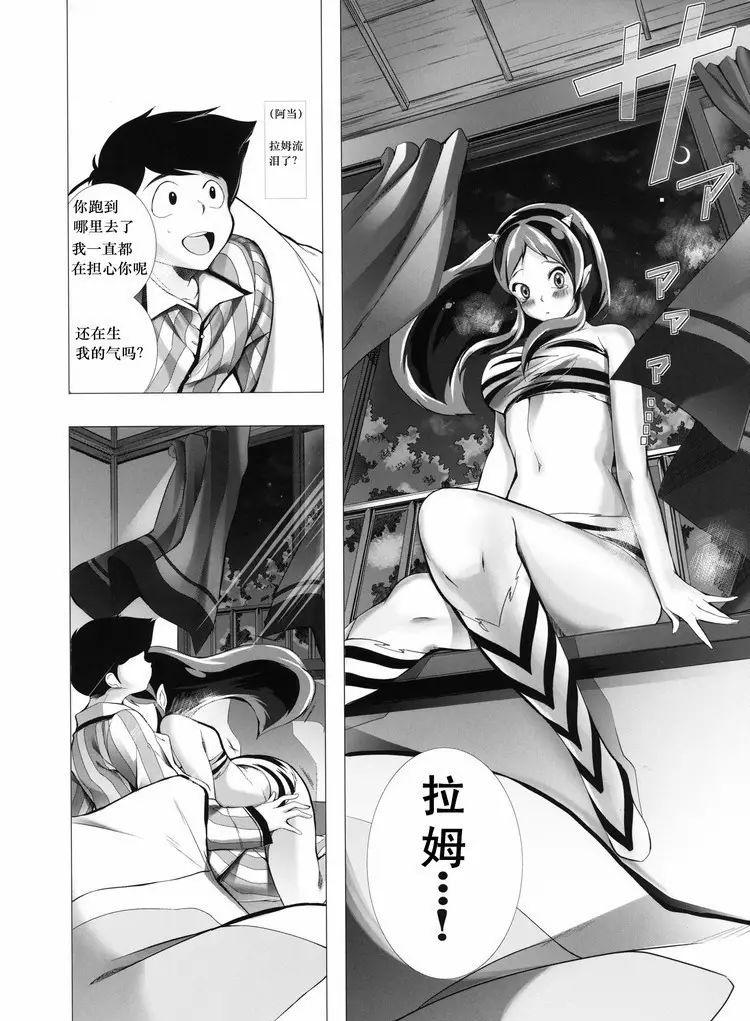 サァァァァ....
拉
姆
…！
(阿当)
拉姆流
泪了?
你跑到
哪里去了
我一直都
在担心你呢
还在生
我的气吗?